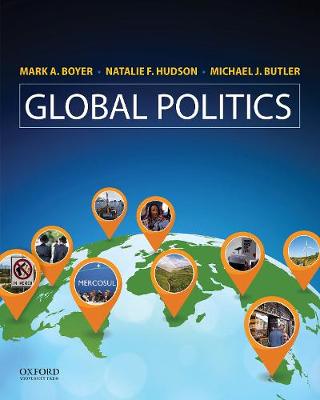 MARK A. BOYER • NATALIE F. HUDSON • MICHAEL J. BUTLER
GLOBAL POLITICS
MERCOSUL
OXFORD
UNIVERSITY PRESS